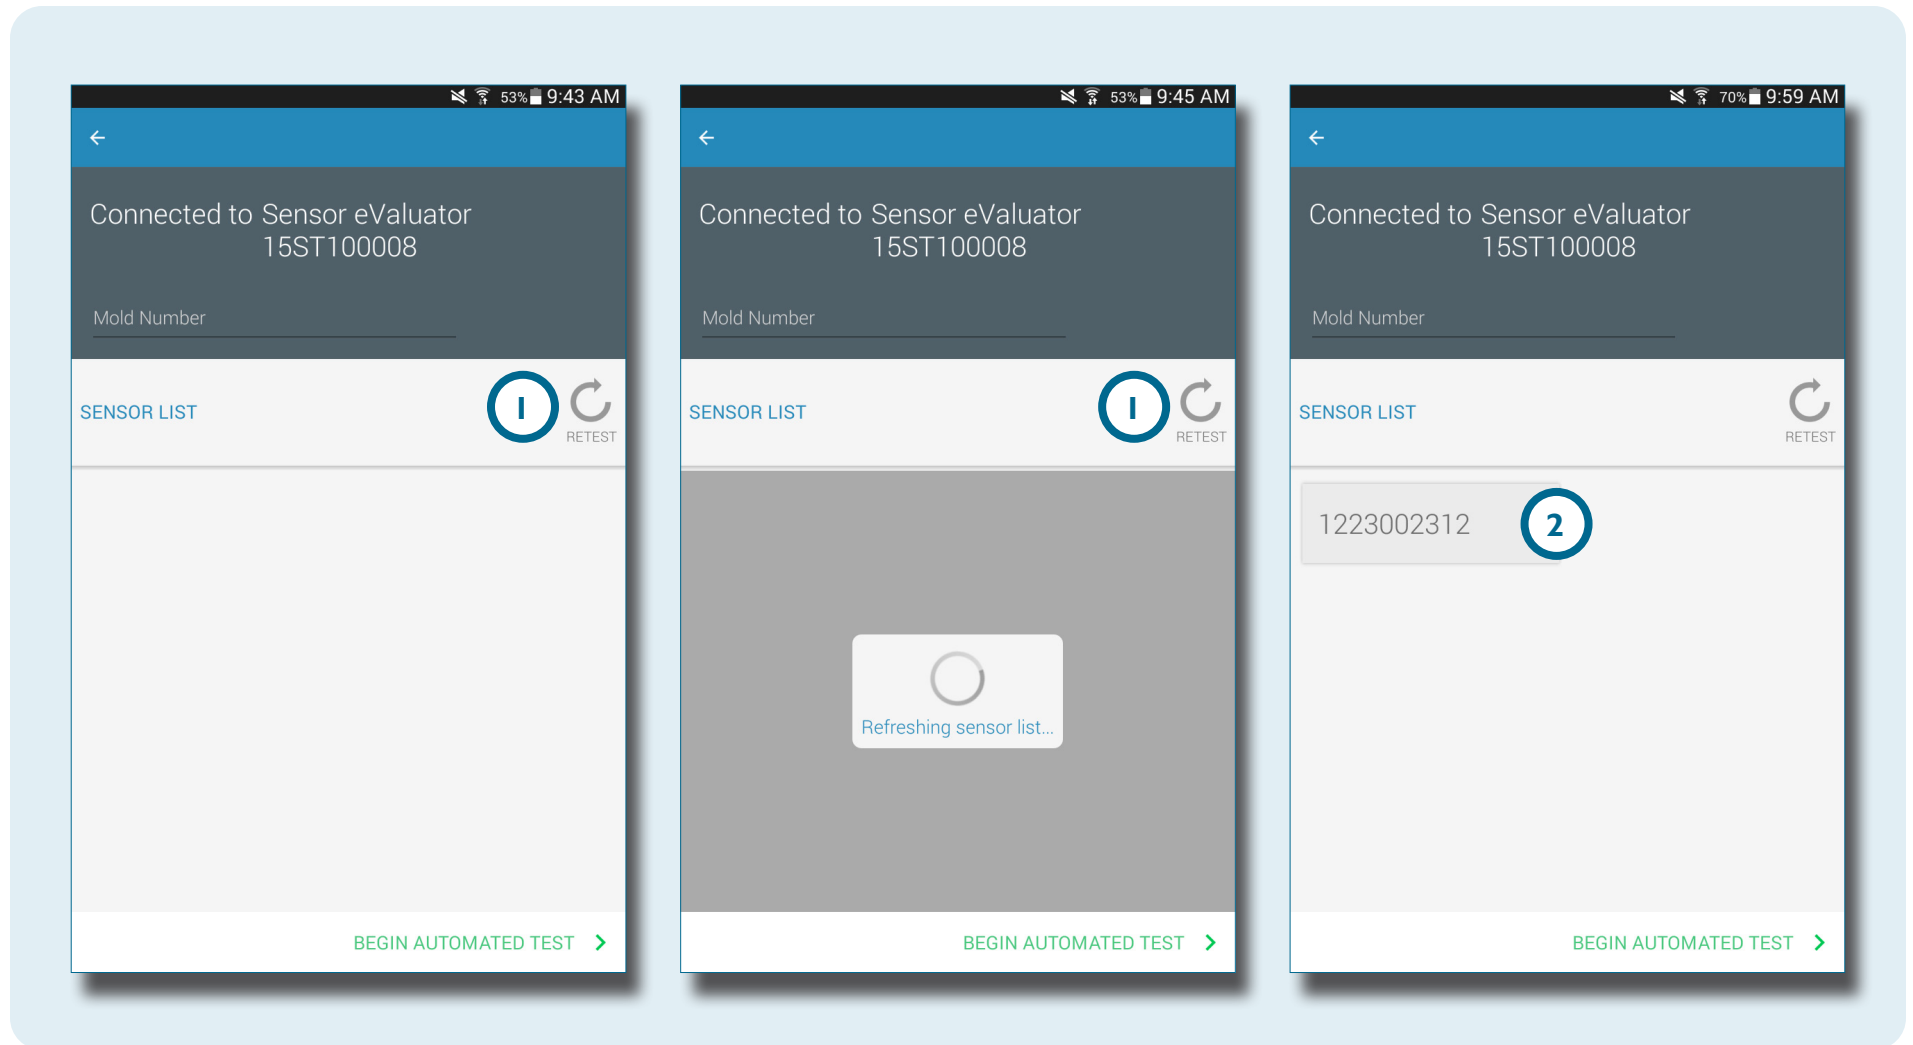 53% 9:43 AM
Connected to Sensor eValuator
15ST100008
Mold Number
SENSOR LIST
1
RETEST
BEGIN AUTOMATED TEST
53% 9:45 AM
Connected to Sensor eValuator
15ST100008
Mold Number
SENSOR LIST
1
RETEST
Refreshing sensor list...
BEGIN AUTOMATED TEST
70% 9:59 AM
Connected to Sensor eValuator
15ST100008
Mold Number
SENSOR LIST
RETEST
1223002312
2
BEGIN AUTOMATED TEST